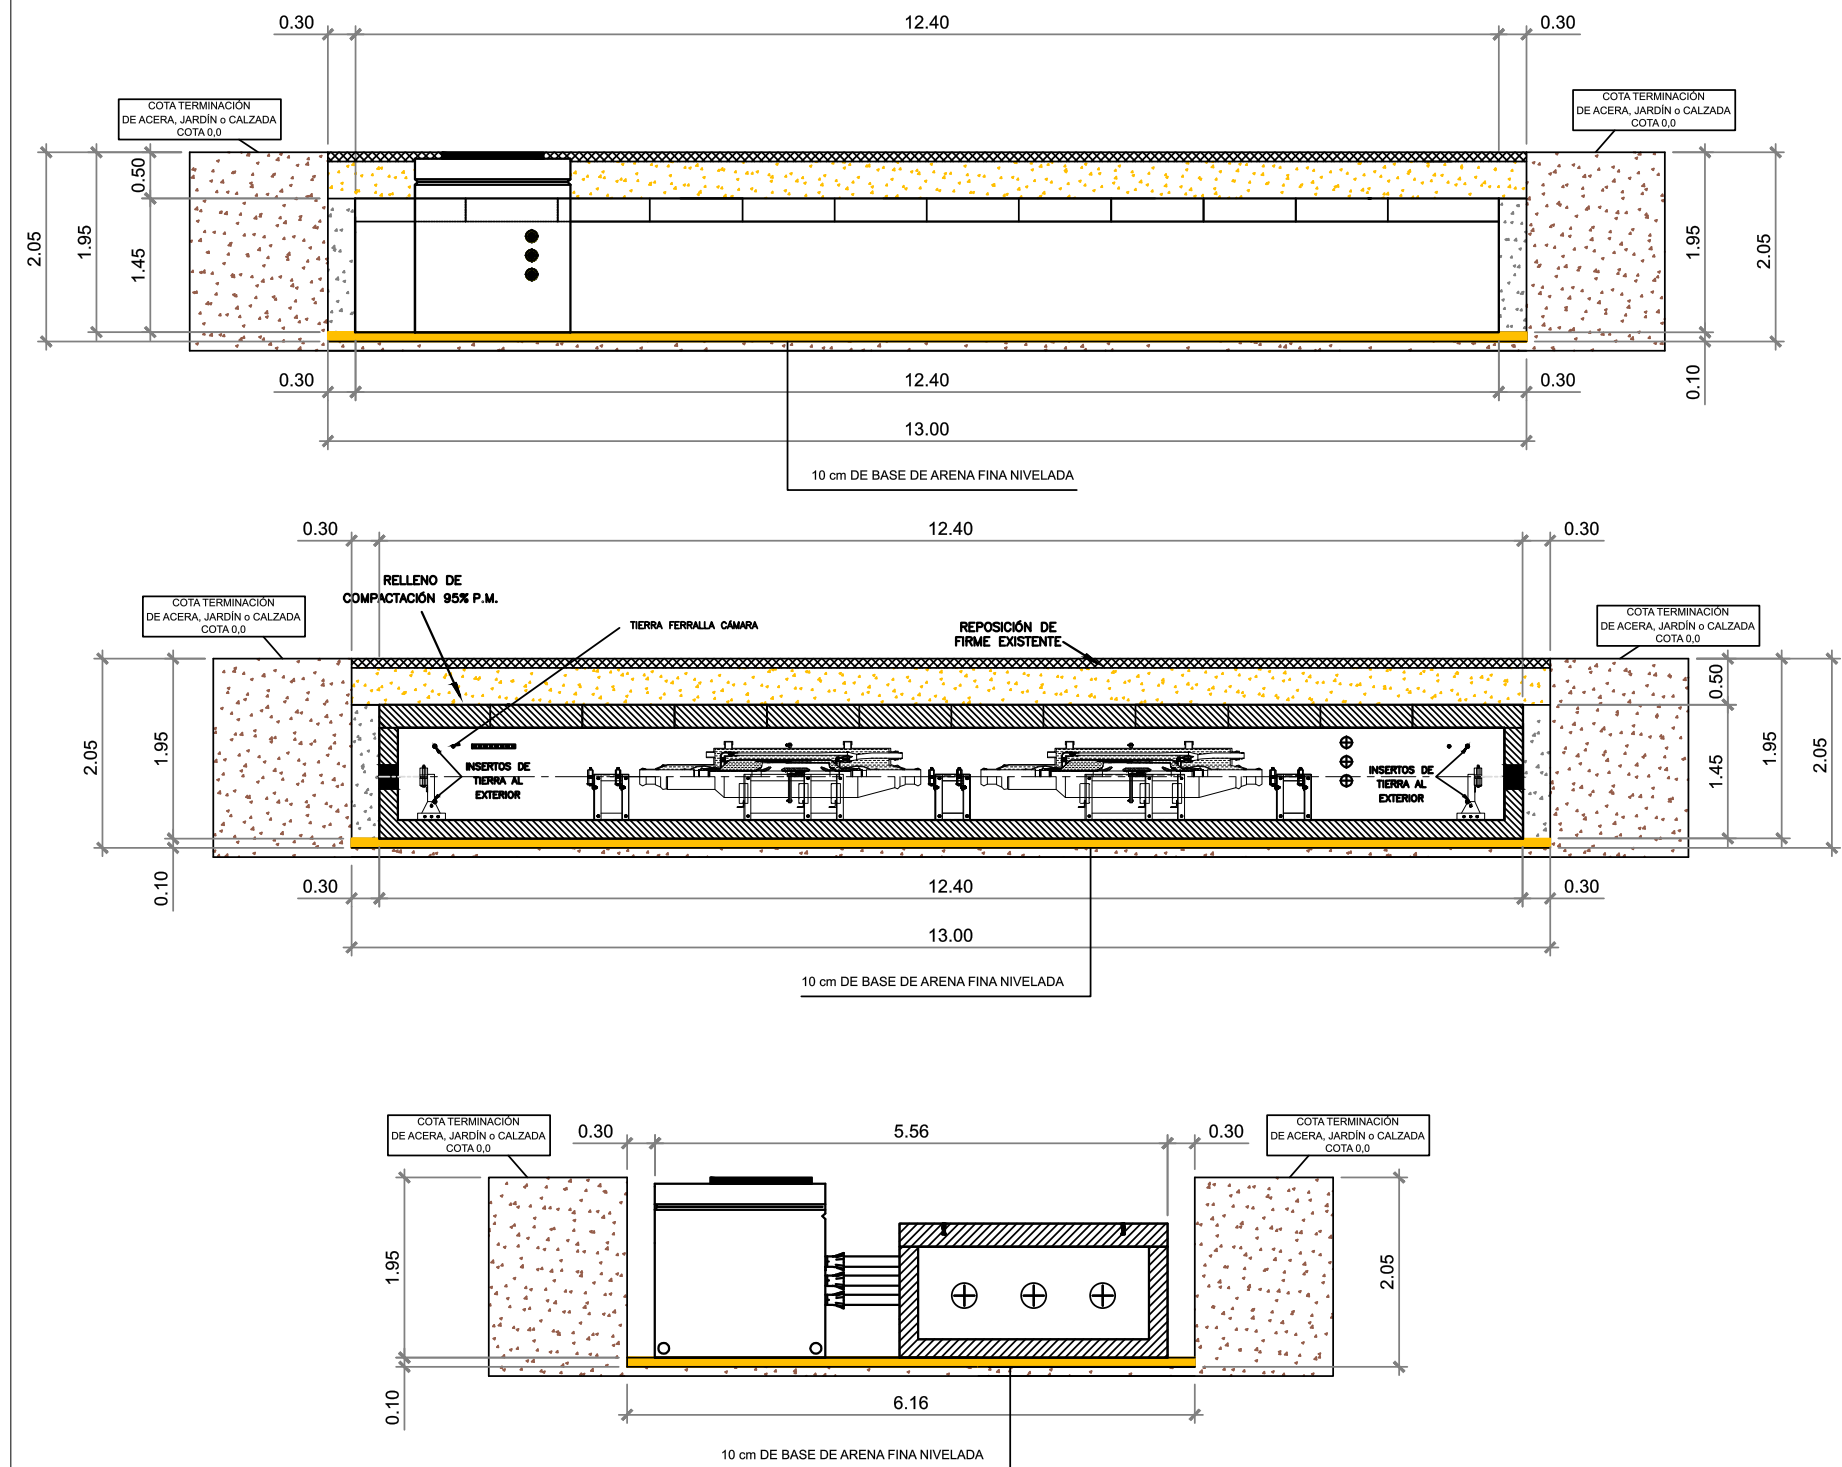 0.30
12.40
0.30
COTA TERMINACIÓN
DE ACERA, JARDÍN o CALZADA
COTA 0,0
COTA TERMINACIÓN
DE ACERA, JARDÍN o CALZADA
COTA 0,0
2.05
1.95
0.50
1.45
1.95
2.05
0.10
0.30
12.40
0.30
13.00
10 cm DE BASE DE ARENA FINA NIVELADA
0.30
12.40
0.30
RELLENO DE
COMPACTACIÓN 95% P.M.
COTA TERMINACIÓN
DE ACERA, JARDÍN o CALZADA
COTA 0,0
TIERRA FERRALLA CÁMARA
REPOSICIÓN DE
FIRME EXISTENTE
COTA TERMINACIÓN
DE ACERA, JARDÍN o CALZADA
COTA 0,0
2.05
1.95
0.10
INSERTOS DE
TIERRA AL
EXTERIOR
INSERTOS DE
TIERRA AL
EXTERIOR
0.50
1.45
1.95
2.05
0.30
12.40
0.30
13.00
10 cm DE BASE DE ARENA FINA NIVELADA
COTA TERMINACIÓN
DE ACERA, JARDÍN o CALZADA
COTA 0,0
0.30
5.56
0.30
COTA TERMINACIÓN
DE ACERA, JARDÍN o CALZADA
COTA 0,0
1.95
0.10
2.05
6.16
10 cm DE BASE DE ARENA FINA NIVELADA